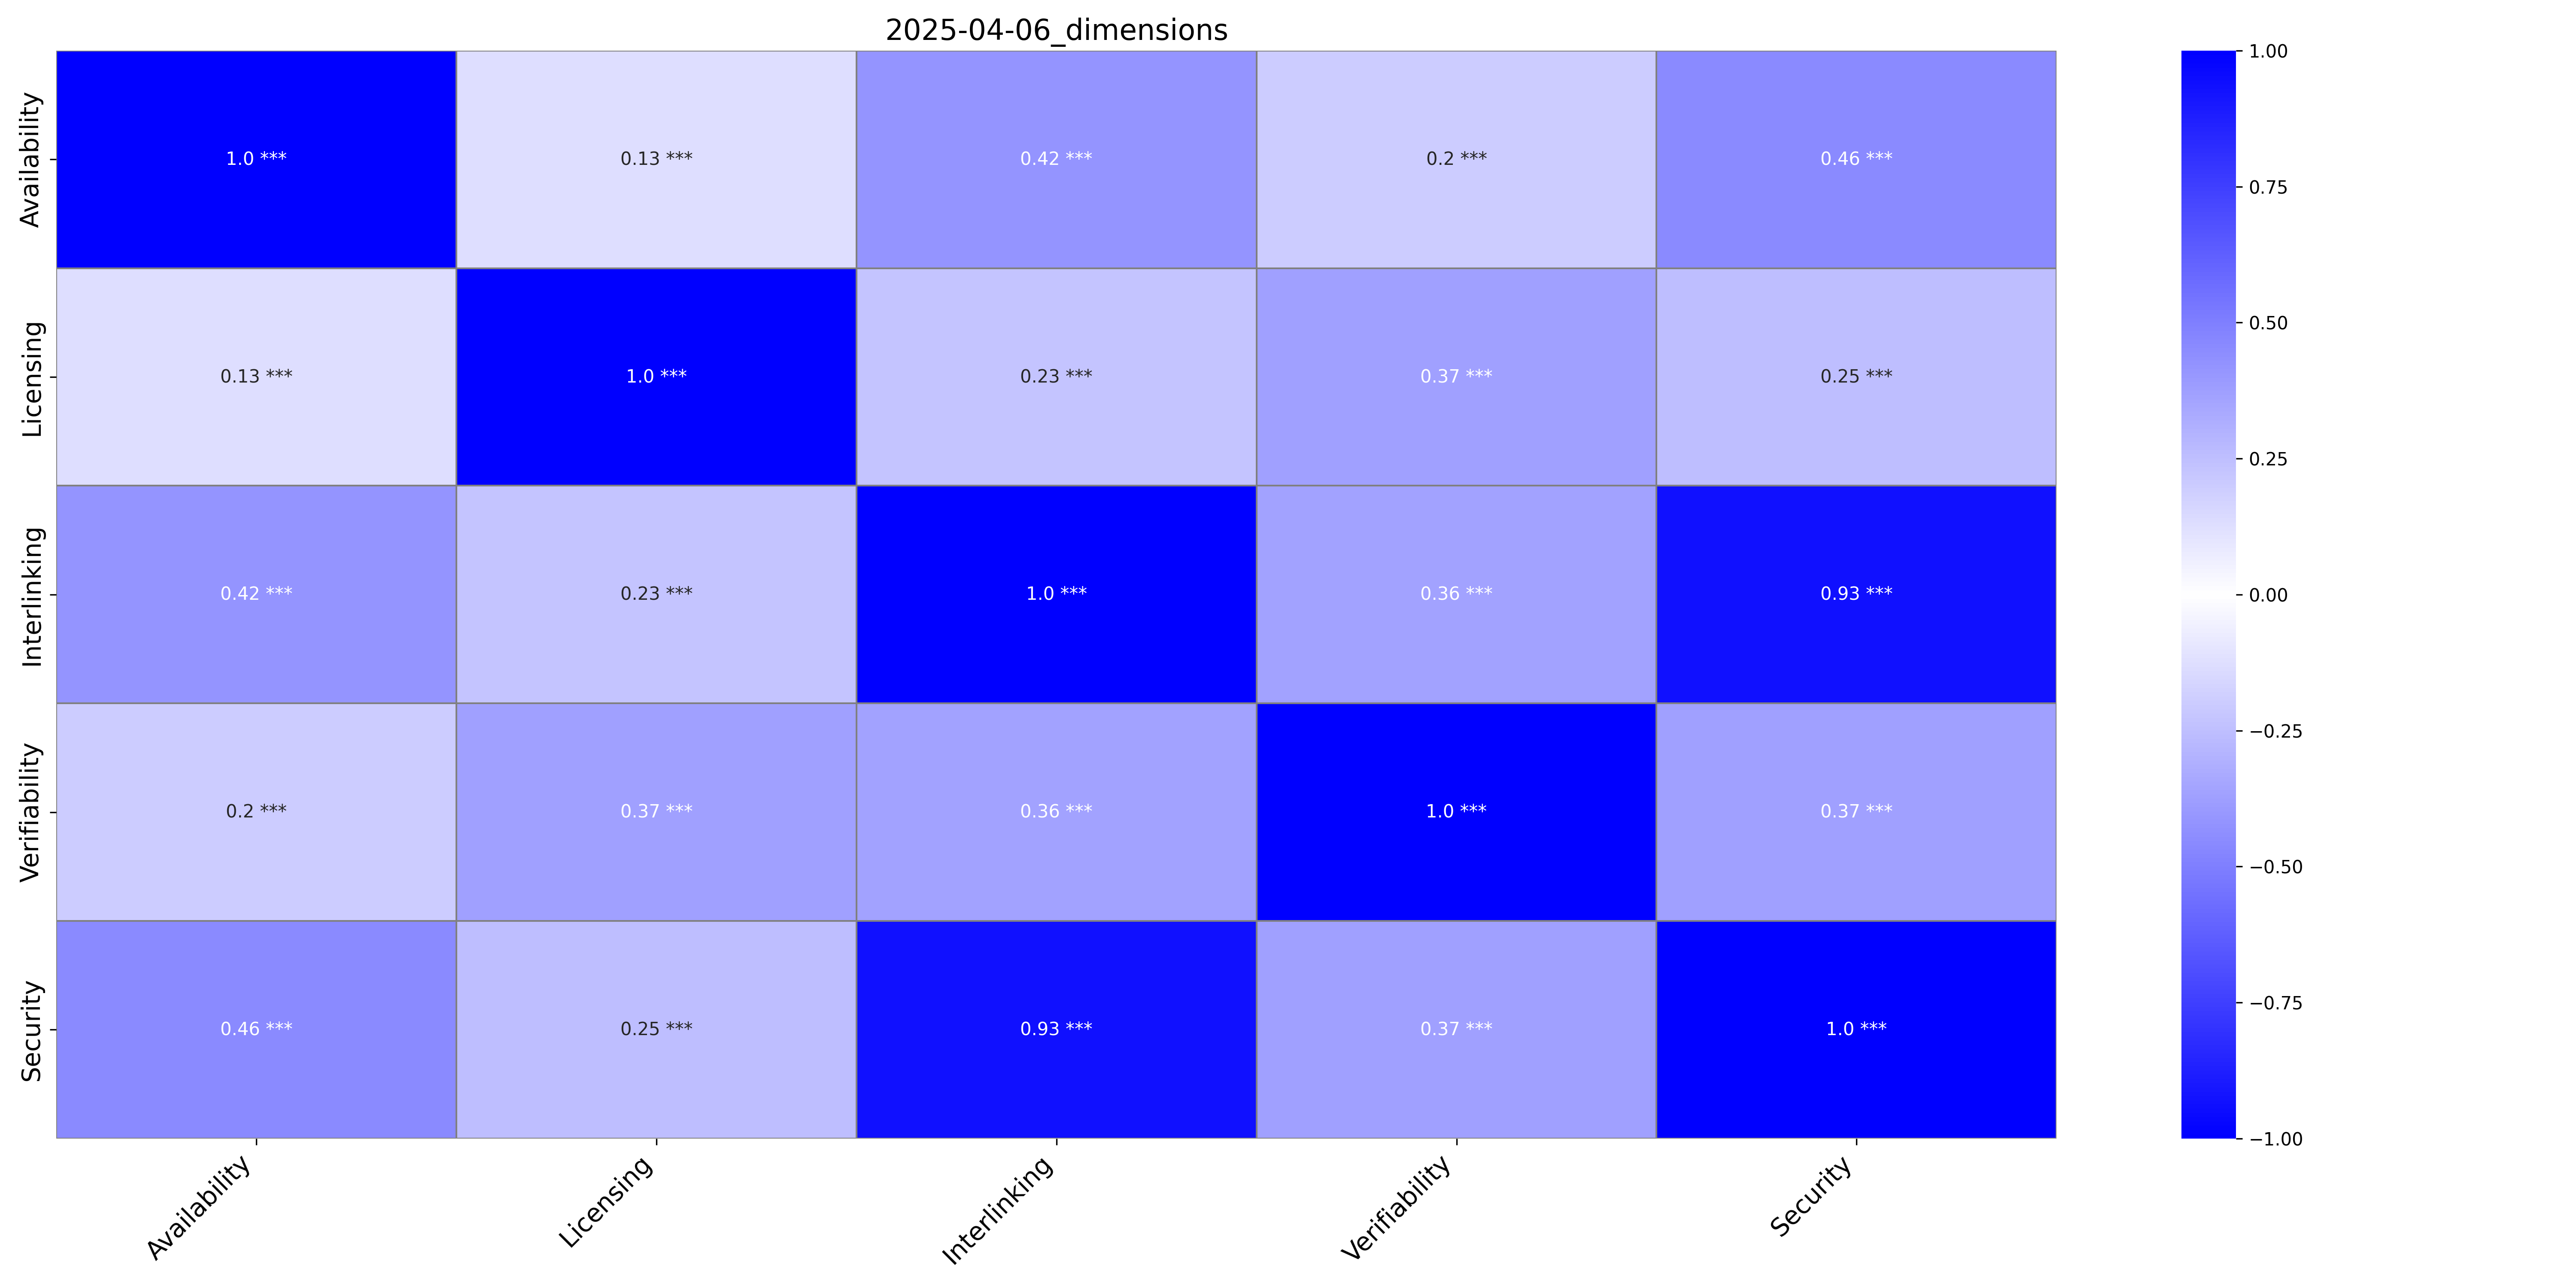 2025-04-06_dimensions
Availability
1.0 *** 0.13 *** 0.42 *** 0.2 *** 0.46 ***
Licensing
0.13 *** 1.0 *** 0.23 *** 0.37 *** 0.25 ***
Interlinking
0.42 *** 0.23 *** 1.0 *** 0.36 *** 0.93 ***
Verifiability
0.2 *** 0.37 *** 0.36 *** 1.0 *** 0.37 ***
Security
0.46 *** 0.25 *** 0.93 *** 0.37 *** 1.0 ***
Availability
Licensing
Interlinking
Verifiability
Security
1.00
0.75
0.50
0.25
0.00
−0.25
−0.50
−0.75
−1.00